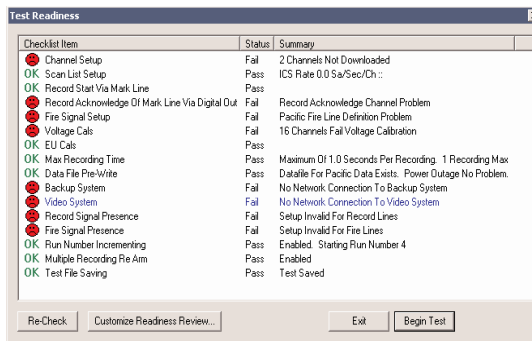 Test Readiness
Checklist Item Status Summary
Channel Setup Fail 2 Channels Not Downloaded
OK Scan List Setup Pass ICS Rate 0.0 Sa/Sec/Ch ::
OK Record Start Via Mark Line Pass
Record Acknowledge Of Mark Line Via Digital Out Fail Record Acknowledge Channel Problem
Fire Signal Setup Fail Pacific Fire Line Definition Problem
Voltage Cals Fail 16 Channels Fail Voltage Calibration
OK EU Cals Pass
OK Max Recording Time Pass Maximum Of 1.0 Seconds Per Recording. 1 Recording Max
OK Data File Pre-Write Pass Datafile For Pacific Data Exists. Power Outage No Problem.
Backup System Fail No Network Connection To Backup System
Video System Fail No Network Connection To Video System
Record Signal Presence Fail Setup Invalid For Record Lines
Fire Signal Presence Fail Setup Invalid For Fire Lines
OK Run Number Incrementing Pass Enabled. Starting Run Number 4
OK Multiple Recording Re Arm Pass Enabled
OK Test File Saving Pass Test Saved
Re-Check Customize Readiness Review... Exit Begin Test